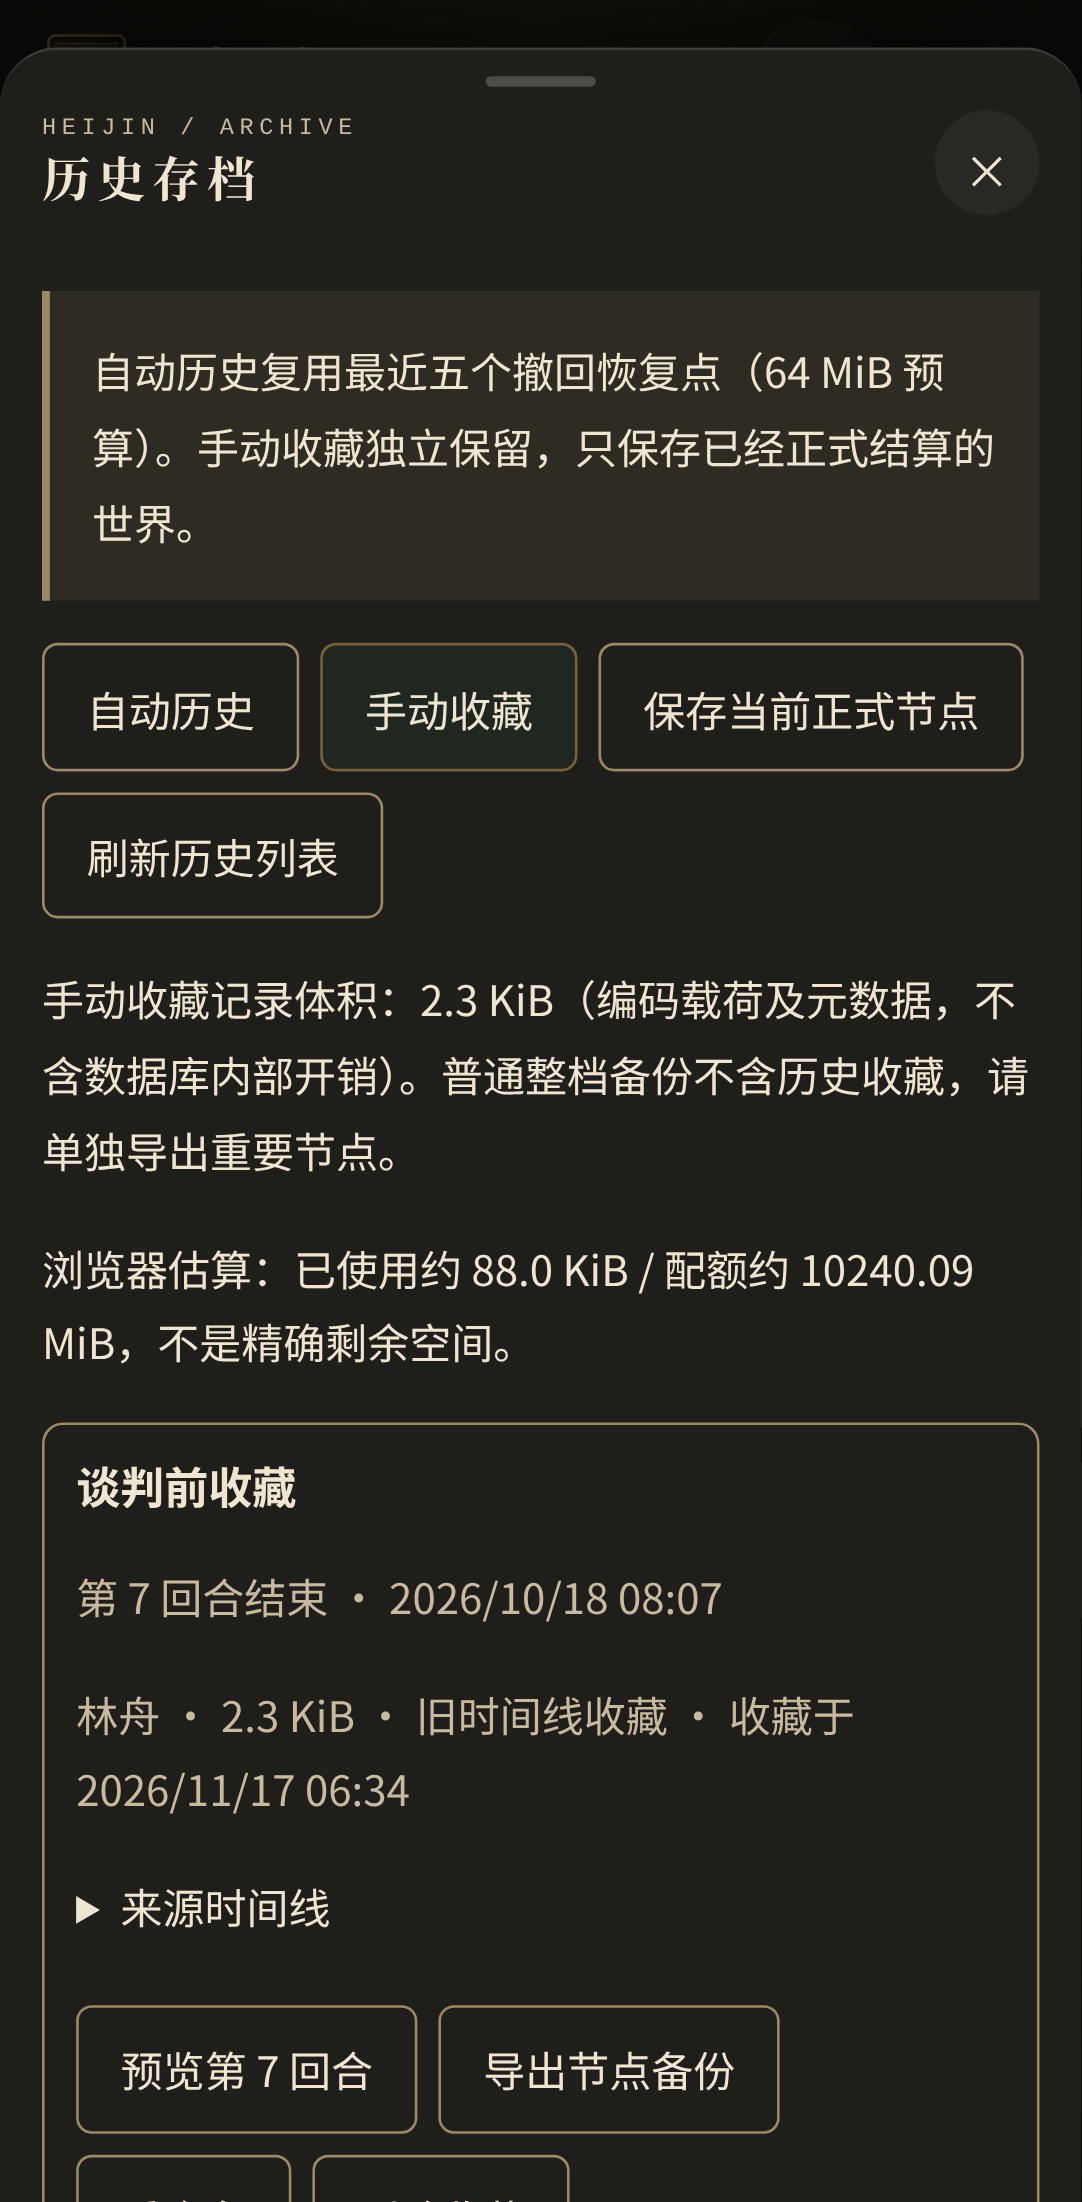 HEIJIN / ARCHIVE
历史存档
自动历史复用最近五个撤回恢复点（64 MiB 预
算）。手动收藏独立保留，只保存已经正式结算的
世界。
自动历史 手动收藏 保存当前正式节点
刷新历史列表
手动收藏记录体积：2.3 KiB（编码载荷及元数据，不
含数据库内部开销）。普通整档备份不含历史收藏，请
单独导出重要节点。
浏览器估算：已使用约 88.0 KiB / 配额约 10240.09
MiB，不是精确剩余空间。
谈判前收藏
第 7 回合结束 · 2026/10/18 08:07
林舟 · 2.3 KiB · 旧时间线收藏 · 收藏于
2026/11/17 06:34
▶ 来源时间线
预览第 7 回合 导出节点备份